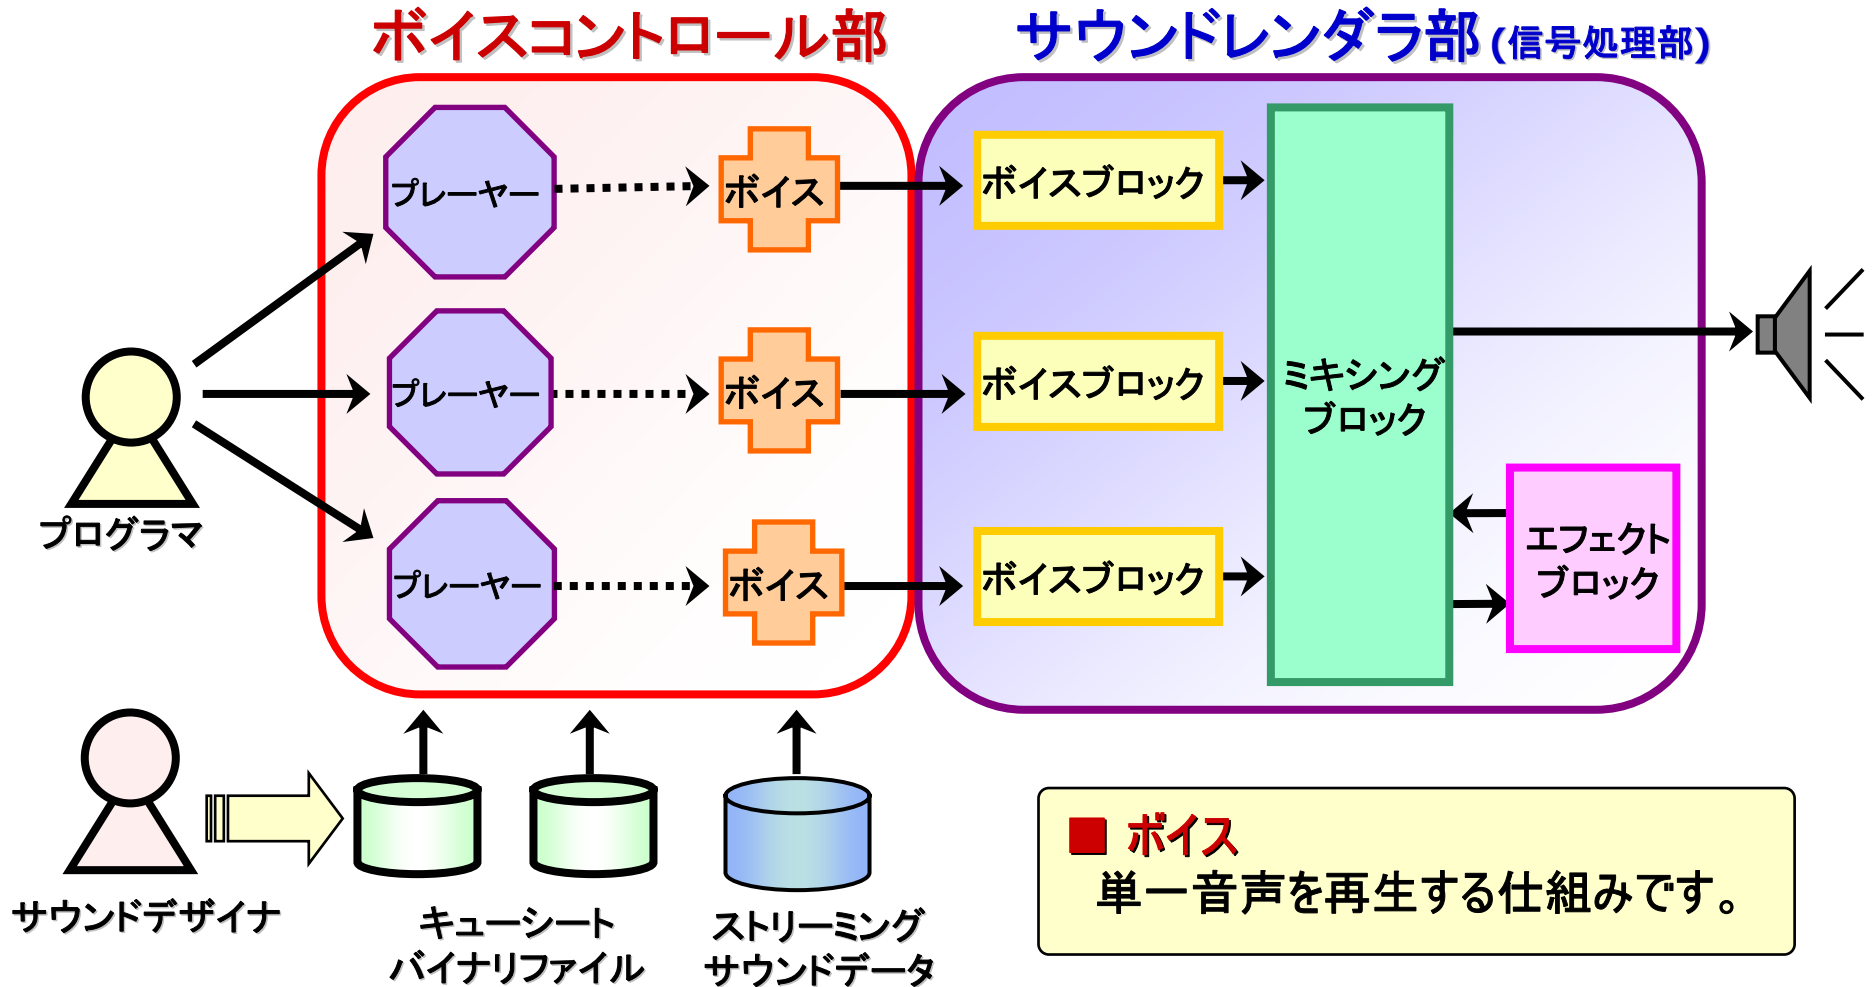 ボイスコントロール部
サウンドレンダラ部 (信号処理部)
プレーヤー
ボイス
ボイスブロック
プレーヤー
ボイス
ボイスブロック
ミキシング
ブロック
プログラマ
プレーヤー
ボイス
ボイスブロック
エフェクト
ブロック
サウンドデザイナ
キューシート
バイナリファイル
ストリーミング
サウンドデータ
■ ボイス
単一音声を再生する仕組みです。